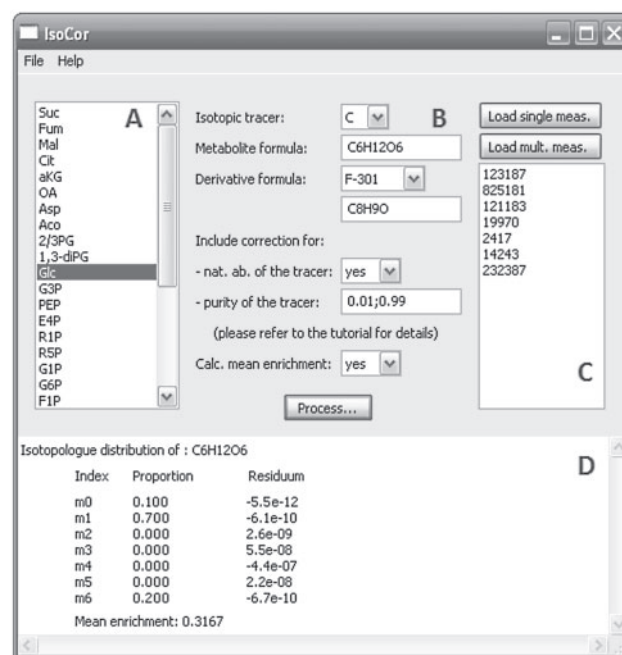 IsoCor
File Help
A
Suc
Fum
Mal
Cit
aKG
OA
Asp
Aco
2/3PG
1,3-diPG
Glc
G3P
PEP
E4P
R1P
R5P
G1P
G6P
F1P
B
Isotopic tracer: C
Metabolite formula: C6H12O6
Derivative formula: F-301
C8H9O
Include correction for:
- nat. ab. of the tracer: yes
- purity of the tracer: 0.01;0.99
(please refer to the tutorial for details)
Calc. mean enrichment: yes
Process...
Load single meas.
Load mult. meas.
123187
825181
121183
19970
2417
14243
232387
C
Isotopologue distribution of : C6H12O6
D
Index Proportion Residuum
m0 0.100 -5.5e-12
m1 0.700 -6.1e-10
m2 0.000 2.6e-09
m3 0.000 5.5e-08
m4 0.000 -4.4e-07
m5 0.000 2.2e-08
m6 0.200 -6.7e-10
Mean enrichment: 0.3167